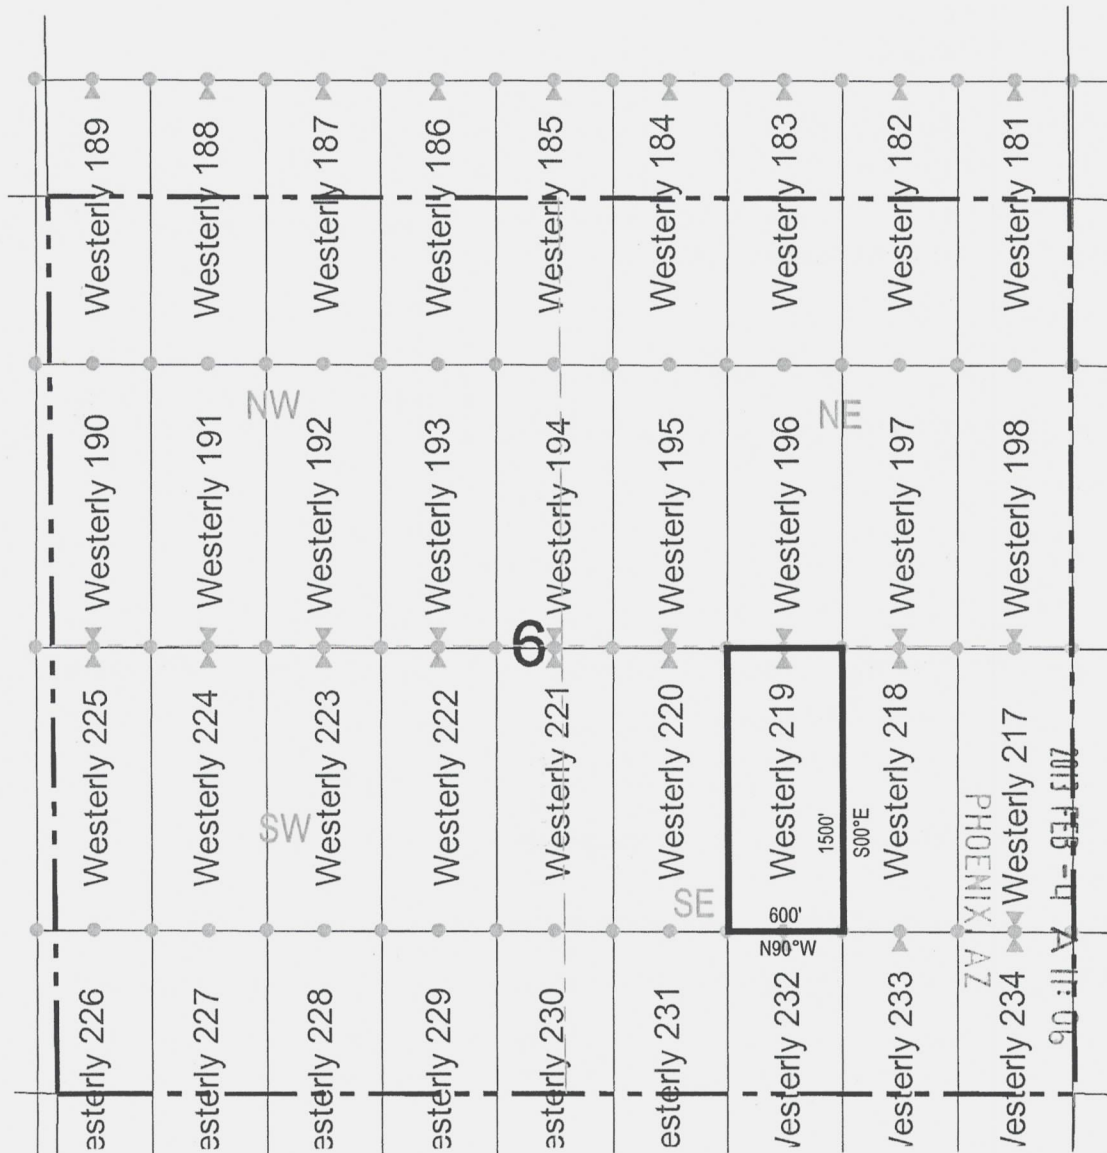 Westerly 189
Westerly 188
Westerly 187
Westerly 186
Westerly 185
Westerly 184
Westerly 183
Westerly 182
Westerly 181
NW
NE
Westerly 190
Westerly 191
Westerly 192
Westerly 193
Westerly 194
Westerly 195
Westerly 196
Westerly 197
Westerly 198
6
Westerly 225
Westerly 224
Westerly 223
Westerly 222
Westerly 221
Westerly 220
Westerly 219
Westerly 218
Westerly 217
SW
SE
1500'
S00°E
600'
N90°W
2013 FEB -4 A 11: 06
PHOENIX, AZ
esterly 226
esterly 227
esterly 228
esterly 229
esterly 230
esterly 231
Westerly 232
Westerly 233
Westerly 234